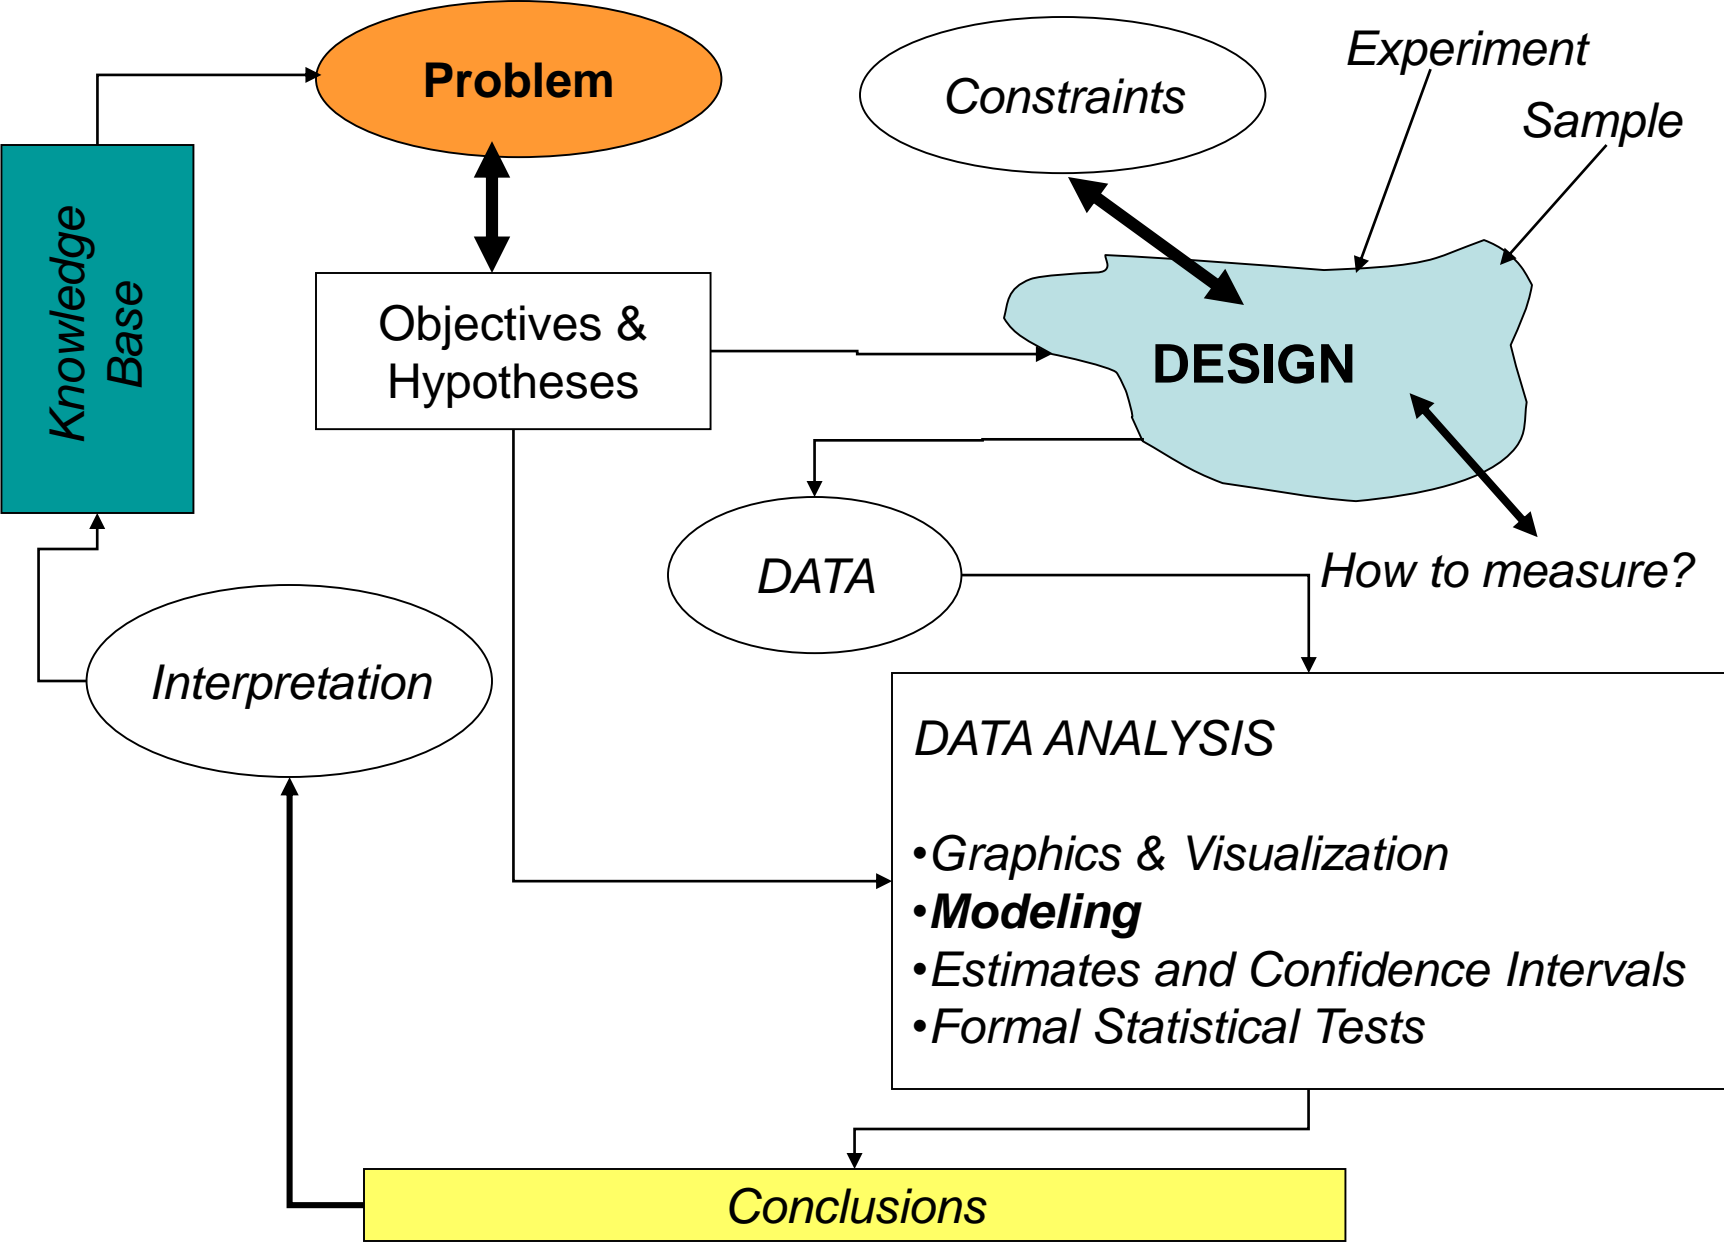 Problem
Constraints
Experiment
Sample
Knowledge
Base
Objectives &
Hypotheses
DESIGN
DATA
How to measure?
Interpretation
DATA ANALYSIS
•Graphics & Visualization
•Modeling
•Estimates and Confidence Intervals
•Formal Statistical Tests
Conclusions